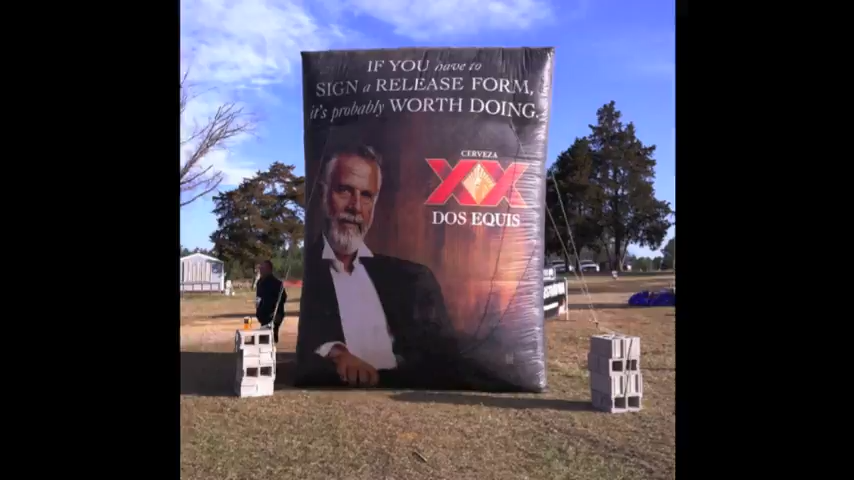 IF YOU have to
SIGN a RELEASE FORM,
it's probably WORTH DOING.
CERVEZA
XX
DOS EQUIS